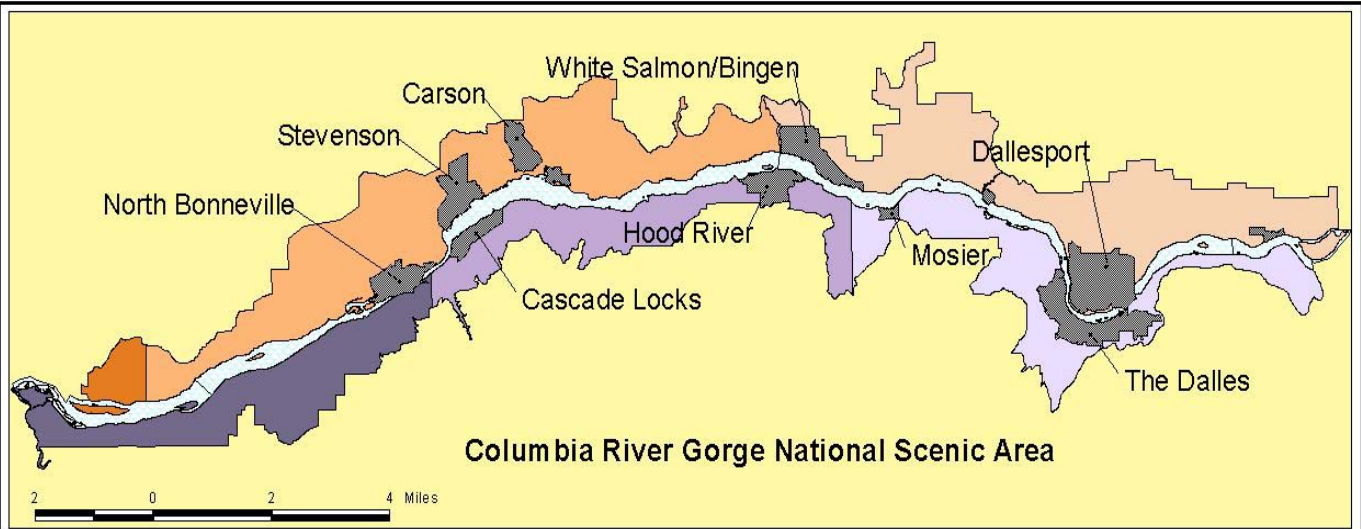 White Salmon/Bingen
Carson
Stevenson
Dallesport
North Bonneville
Hood River
Mosier
Cascade Locks
The Dalles
Columbia River Gorge National Scenic Area
2 0 2 4 Miles